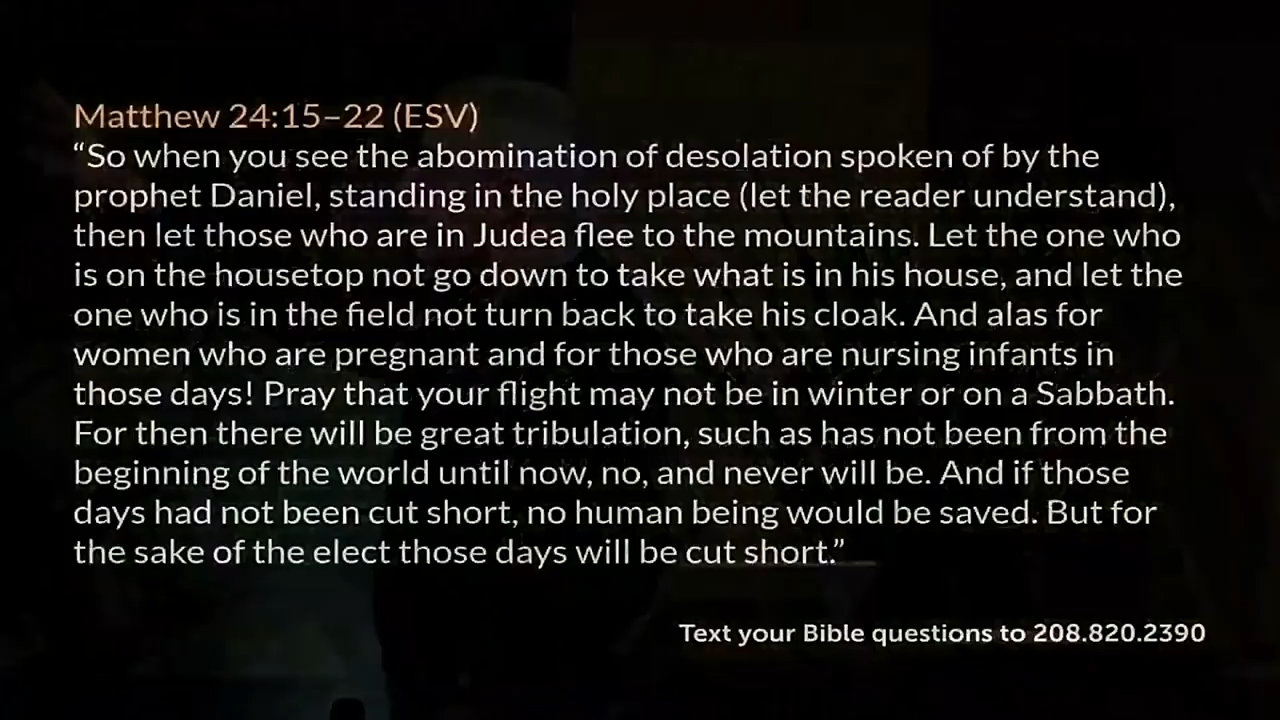 Matthew 24:15–22 (ESV)
“So when you see the abomination of desolation spoken of by the
prophet Daniel, standing in the holy place (let the reader understand),
then let those who are in Judea flee to the mountains. Let the one who
is on the housetop not go down to take what is in his house, and let the
one who is in the field not turn back to take his cloak. And alas for
women who are pregnant and for those who are nursing infants in
those days! Pray that your flight may not be in winter or on a Sabbath.
For then there will be great tribulation, such as has not been from the
beginning of the world until now, no, and never will be. And if those
days had not been cut short, no human being would be saved. But for
the sake of the elect those days will be cut short.”
Text your Bible questions to 208.820.2390